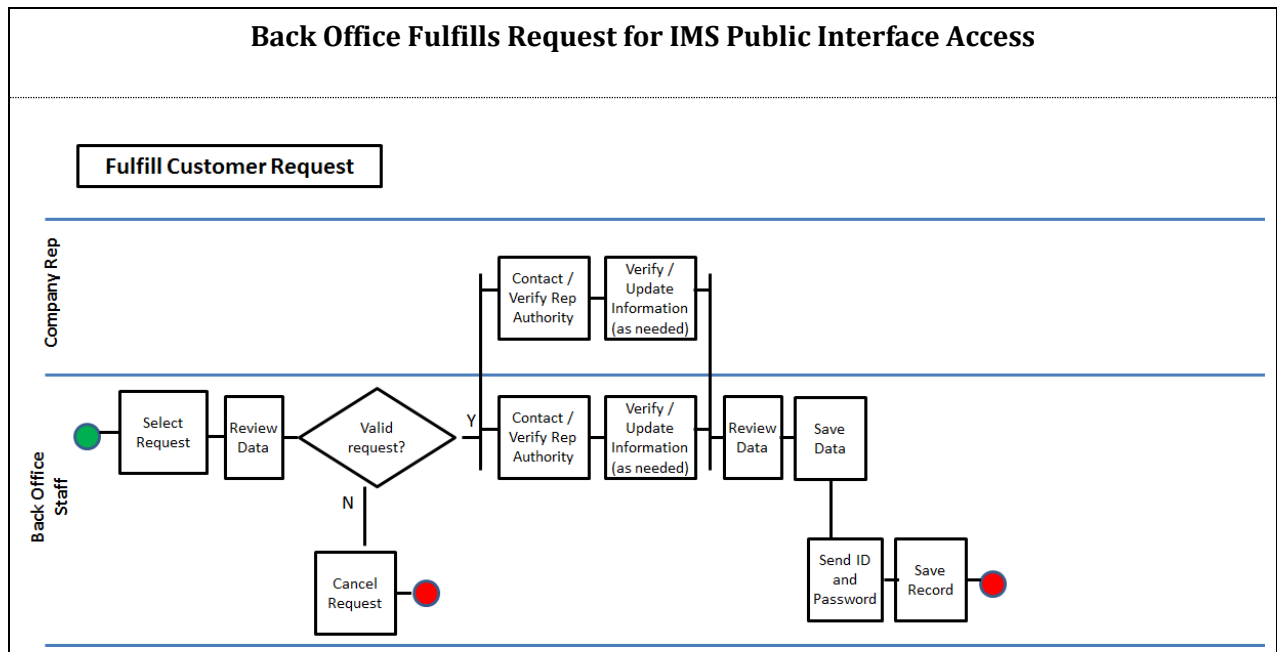 Back Office Fulfills Request for IMS Public Interface Access
Fulfill Customer Request
Company Rep
Contact /
Verify Rep
Authority
Verify /
Update
Information
(as needed)
Back Office
Staff
Select
Request
Review
Data
Valid
request?
Y
N
Contact /
Verify Rep
Authority
Verify /
Update
Information
(as needed)
Review
Data
Save
Data
Cancel
Request
Send ID
and
Password
Save
Record